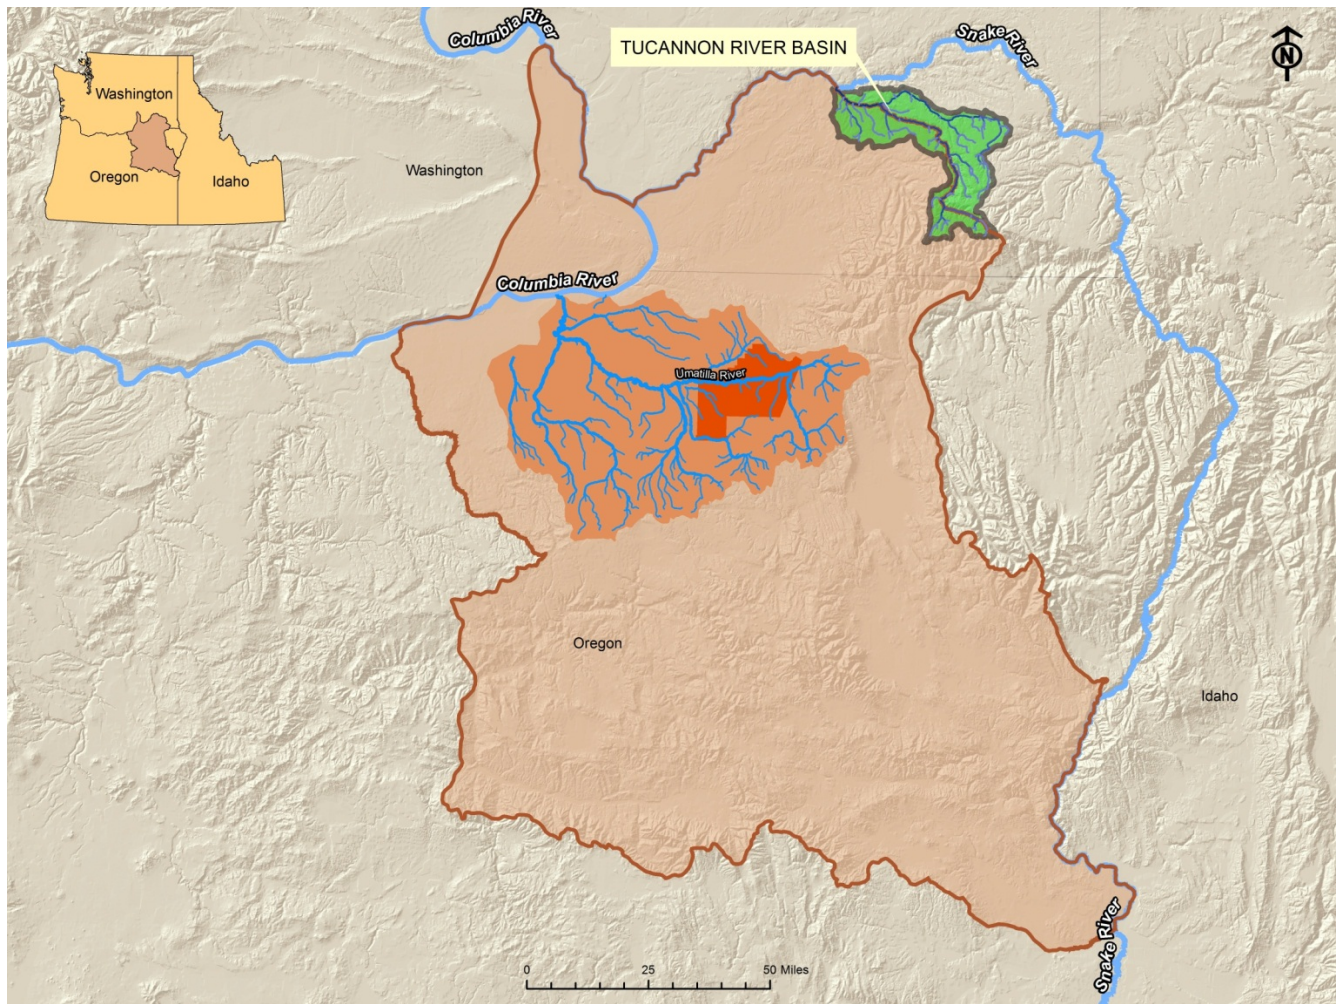 Columbia River
TUCANNON RIVER BASIN
Snake River
N
Washington
Oregon
Idaho
Washington
Columbia River
Umatilla River
Oregon
Idaho
Snake River
0 25 50 Miles